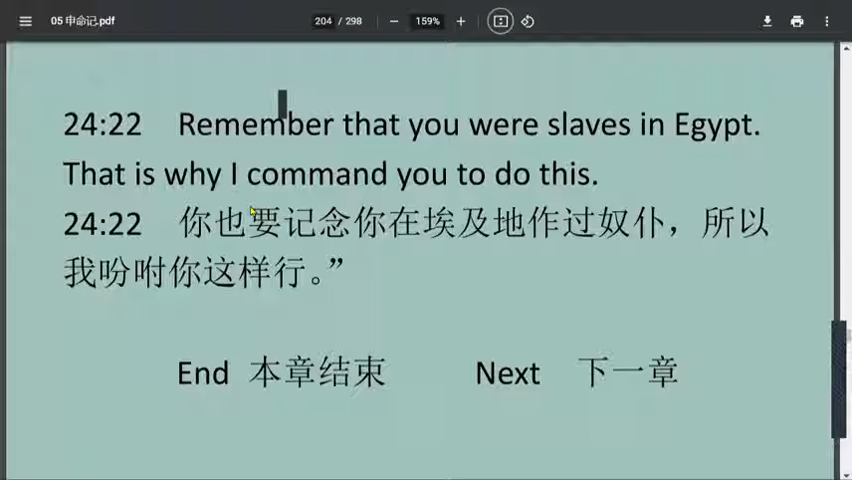 05 申命记.pdf
204 / 298
159%
24:22 Remember that you were slaves in Egypt.
That is why I command you to do this.
24:22 你也要记念你在埃及地作过奴仆，所以
我吩咐你这样行。”
End 本章结束 Next 下一章